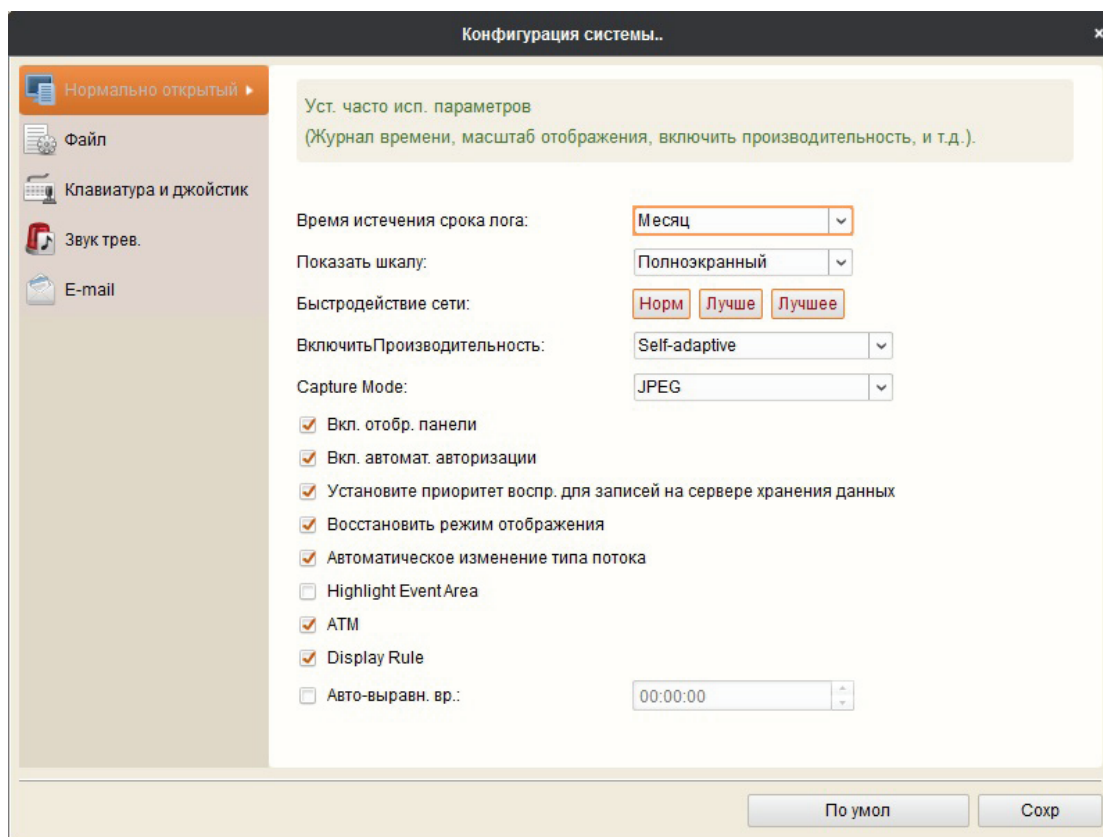 Конфигурация системы..
Нормально открытый
Файл
Клавиатура и джойстик
Звук трев.
E-mail
Уст. часто исп. параметров
(Журнал времени, масштаб отображения, включить производительность, и т.д.).
Время истечения срока лога: Месяц
Показать шкалу: Полноэкранный
Быстродействие сети: Норм Лучше Лучшее
ВключитьПроизводительность: Self-adaptive
Capture Mode: JPEG
Вкл. отобр. панели
Вкл. автомат. авторизации
Установите приоритет воспр. для записей на сервере хранения данных
Восстановить режим отображения
Автоматическое изменение типа потока
Highlight Event Area
ATM
Display Rule
Авто-выравн. вр.: 00:00:00
По умол Сохр